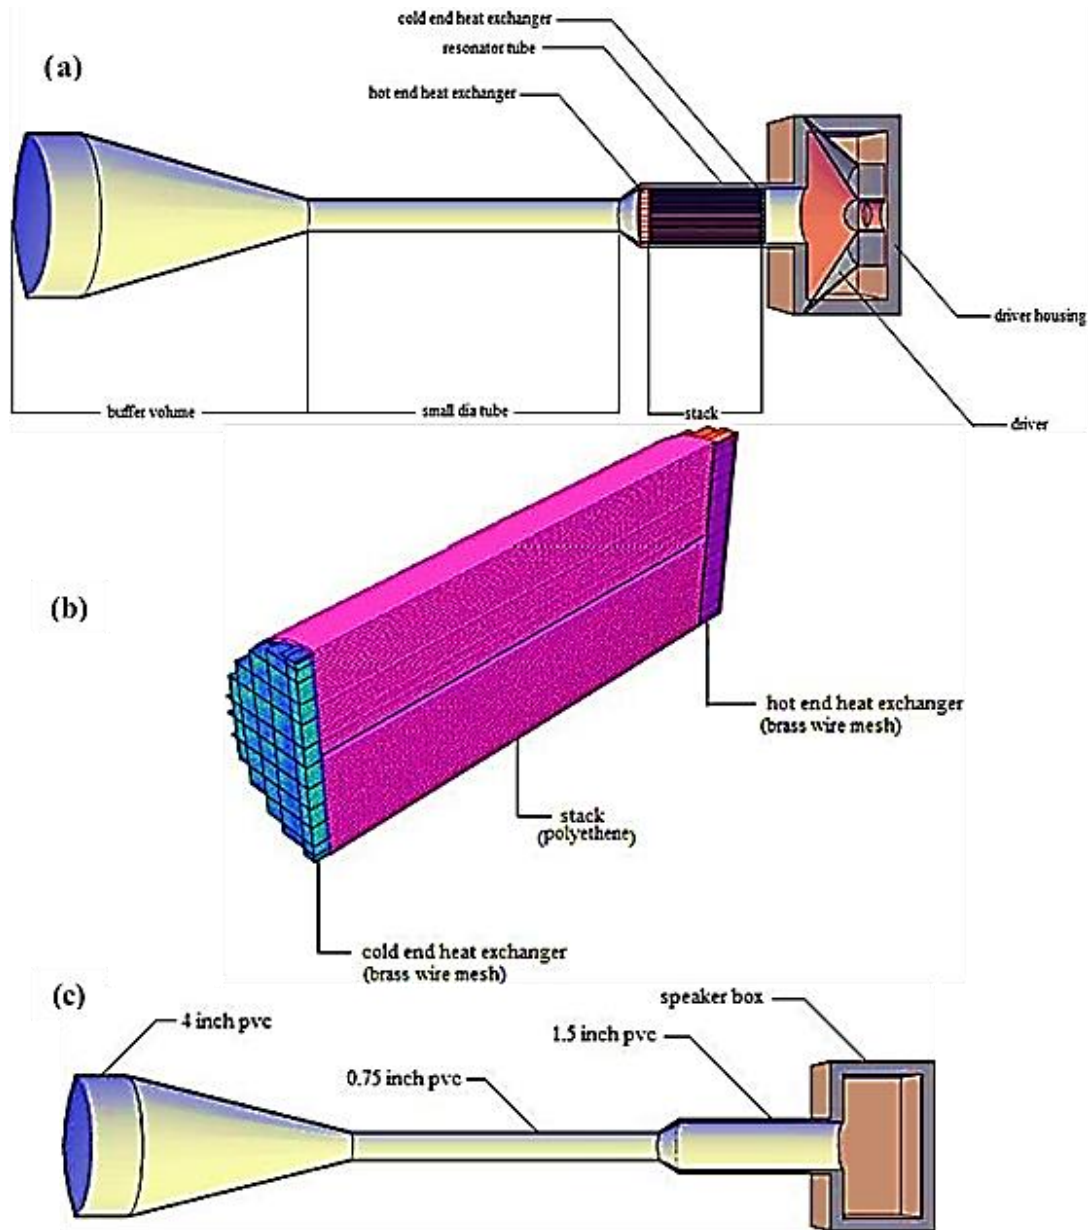 cold end heat exchanger
resonator tube
(a)
hot end heat exchanger
driver housing
buffer volume
small dia tube
stack
driver
(b)
hot end heat exchanger
(brass wire mesh)
stack
(polyethene)
cold end heat exchanger
(brass wire mesh)
(c)
speaker box
4 inch pvc
1.5 inch pvc
0.75 inch pvc